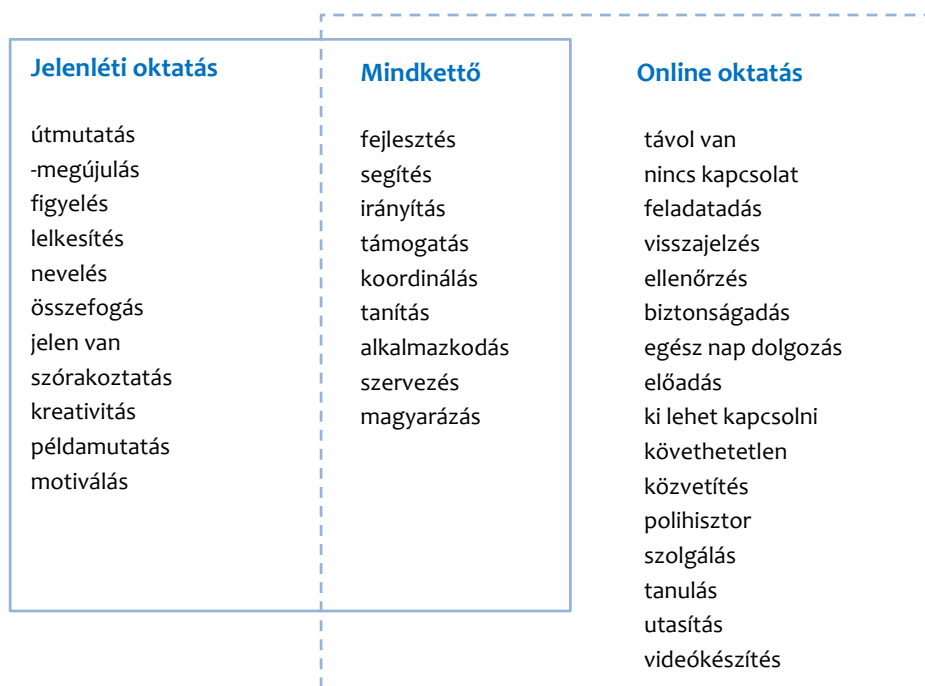 Jelenléti oktatás
útmutatás
-megújulás
figyelés
lelkesítés
nevelés
összefogás
jelen van
szórakoztatás
kreativitás
példamutatás
motiválás
Mindkettő
fejlesztés
segítés
irányítás
támogatás
koordinálás
tanítás
alkalmazkodás
szervezés
magyarázás
Online oktatás
távol van
nincs kapcsolat
feladatadás
visszajelzés
ellenőrzés
biztonságadás
egész nap dolgozás
előadás
ki lehet kapcsolni
követhetetlen
közvetítés
polihisztor
szolgálás
tanulás
utasítás
videókészítés